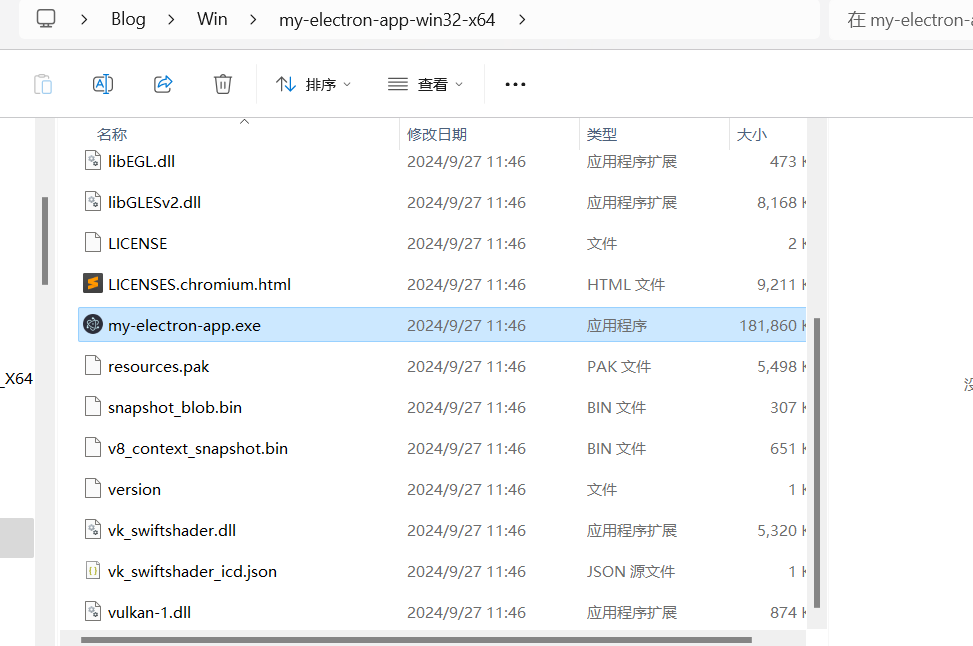 Blog Win my-electron-app-win32-x64 在 my-electron-a
排序 查看
名称 修改日期 类型 大小
libEGL.dll 2024/9/27 11:46 应用程序扩展 473 K
libGLESv2.dll 2024/9/27 11:46 应用程序扩展 8,168 K
LICENSE 2024/9/27 11:46 文件 2 K
LICENSES.chromium.html 2024/9/27 11:46 HTML 文件 9,211 K
my-electron-app.exe 2024/9/27 11:46 应用程序 181,860 K
resources.pak 2024/9/27 11:46 PAK 文件 5,498 K
_X64
snapshot_blob.bin 2024/9/27 11:46 BIN 文件 307 K
v8_context_snapshot.bin 2024/9/27 11:46 BIN 文件 651 K
version 2024/9/27 11:46 文件 1 K
vk_swiftshader.dll 2024/9/27 11:46 应用程序扩展 5,320 K
vk_swiftshader_icd.json 2024/9/27 11:46 JSON 源文件 1 K
vulkan-1.dll 2024/9/27 11:46 应用程序扩展 874 K